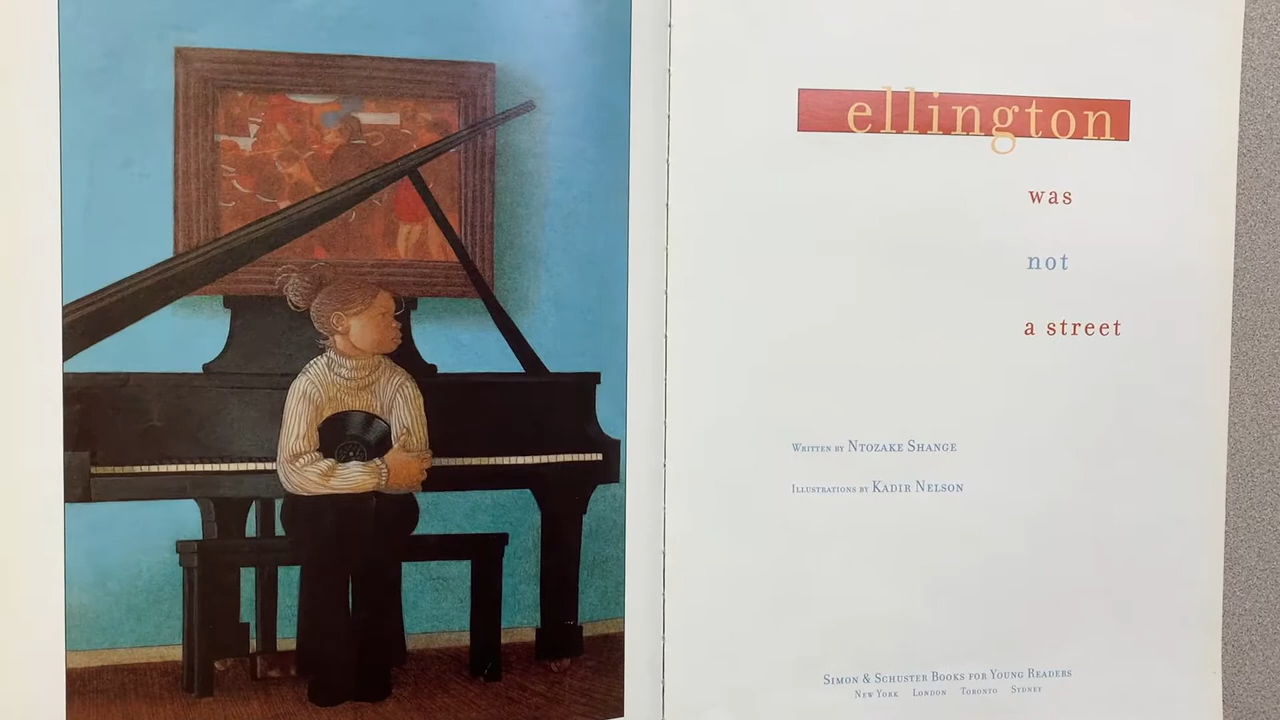 ellington
was
not
a street
Written by Ntozake Shange
Illustrations by Kadir Nelson
Simon & Schuster Books for Young Readers
New York London Toronto Sydney